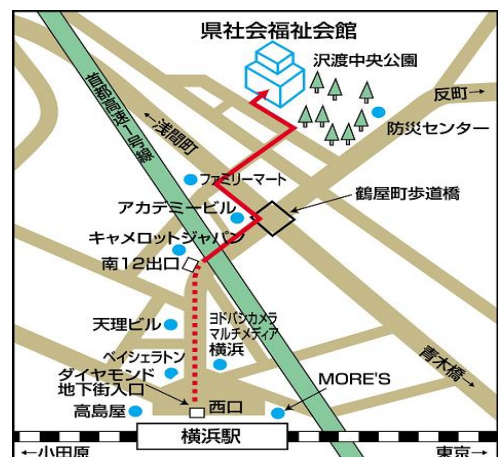 県社会福祉会館
沢渡中央公園
反町→
防災センター
首都高速1号線
←浅間町
ファミリーマート
鶴屋町歩道橋
アカデミービル
キャメロットジャパン
南12出口
天理ビル
ヨドバシカメラ
マルチメディア
横浜
ベイシェラトン
ダイヤモンド
地下街入口
青木橋→
MORE'S
高島屋
西口
横浜駅
←小田原
東京→